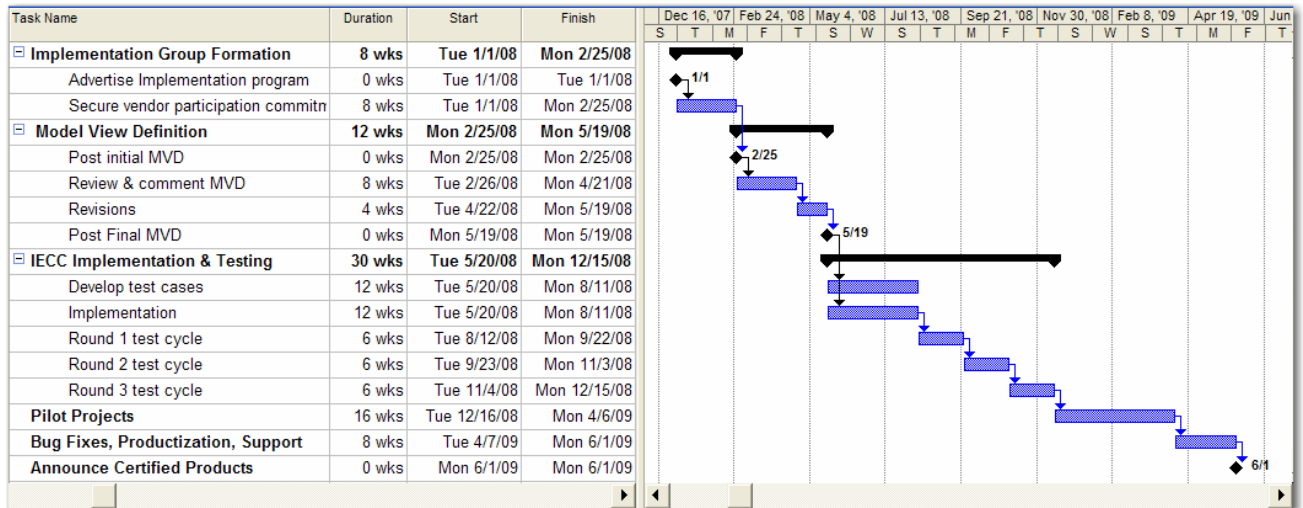 Task Name Duration Start Finish Dec 16, '07 Feb 24, '08 May 4, '08 Jul 13, '08 Sep 21, '08 Nov 30, '08 Feb 8, '09 Apr 19, '09 Jun
S T M F T S W S T M F T S W S T M F T
Implementation Group Formation 8 wks Tue 1/1/08 Mon 2/25/08
Advertise Implementation program 0 wks Tue 1/1/08 Tue 1/1/08 1/1
Secure vendor participation commitm 8 wks Tue 1/1/08 Mon 2/25/08
Model View Definition 12 wks Mon 2/25/08 Mon 5/19/08
Post initial MVD 0 wks Mon 2/25/08 Mon 2/25/08 2/25
Review & comment MVD 8 wks Tue 2/26/08 Mon 4/21/08
Revisions 4 wks Tue 4/22/08 Mon 5/19/08
Post Final MVD 0 wks Mon 5/19/08 Mon 5/19/08 5/19
IECC Implementation & Testing 30 wks Tue 5/20/08 Mon 12/15/08
Develop test cases 12 wks Tue 5/20/08 Mon 8/11/08
Implementation 12 wks Tue 5/20/08 Mon 8/11/08
Round 1 test cycle 6 wks Tue 8/12/08 Mon 9/22/08
Round 2 test cycle 6 wks Tue 9/23/08 Mon 11/3/08
Round 3 test cycle 6 wks Tue 11/4/08 Mon 12/15/08
Pilot Projects 16 wks Tue 12/16/08 Mon 4/6/09
Bug Fixes, Productization, Support 8 wks Tue 4/7/09 Mon 6/1/09
Announce Certified Products 0 wks Mon 6/1/09 Mon 6/1/09 6/1